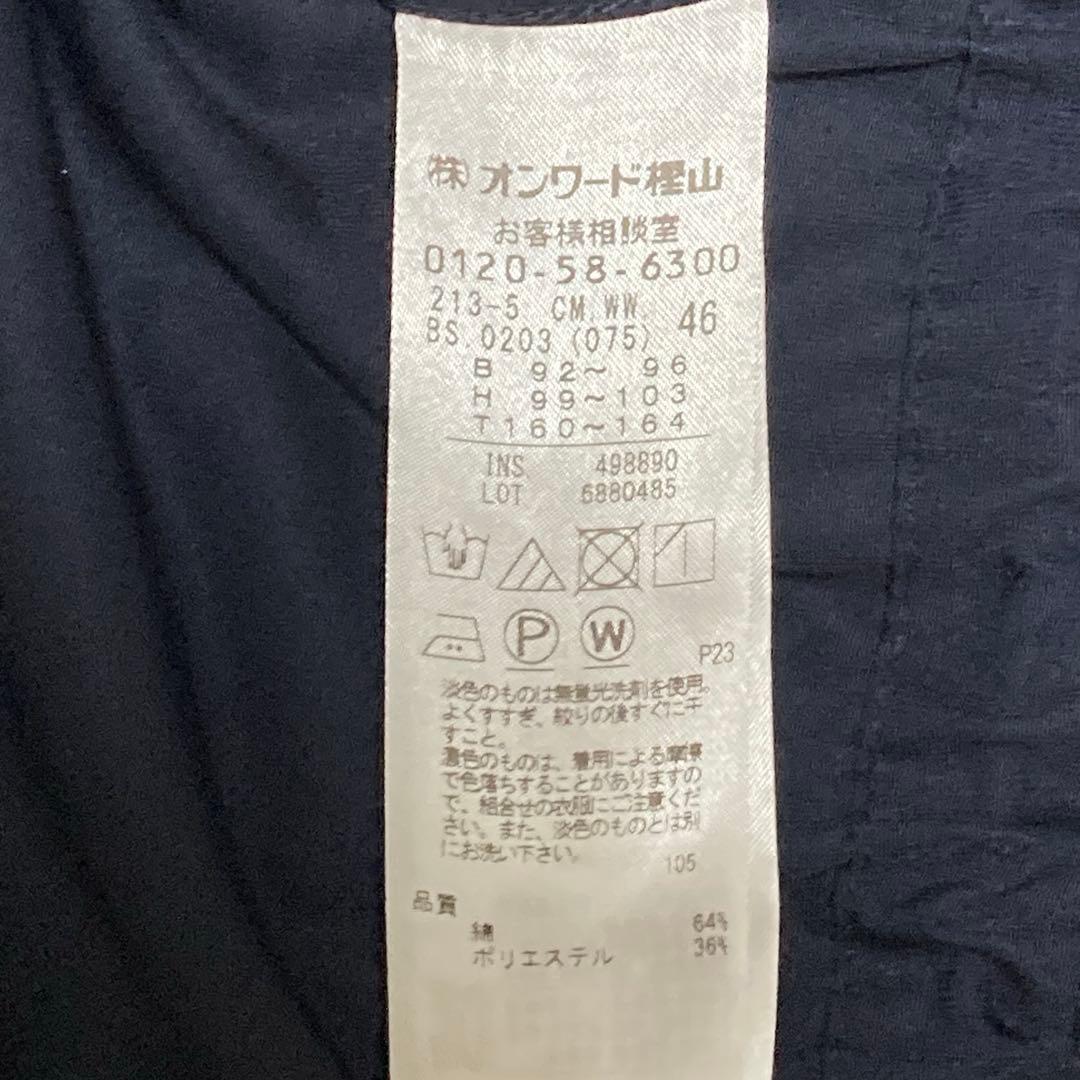 ㈱オンワード樫山
お客様相談室
0120-58-6300
213-5 CM.WW. 46
BS.0203 (075)
B 92～ 96
H 99～103
T160～164
INS 498890
LOT 6880485
P W P23
淡色のものは無蛍光洗剤を使用。
よくすすぎ、絞りの後すぐに干
すこと。
濃色のものは、着用による摩擦
で色落ちすることがありますの
で、組合せの衣服にご注意くだ
さい。また、淡色のものとは別
にお洗い下さい。
105
品質
綿 64%
ポリエステル 36%